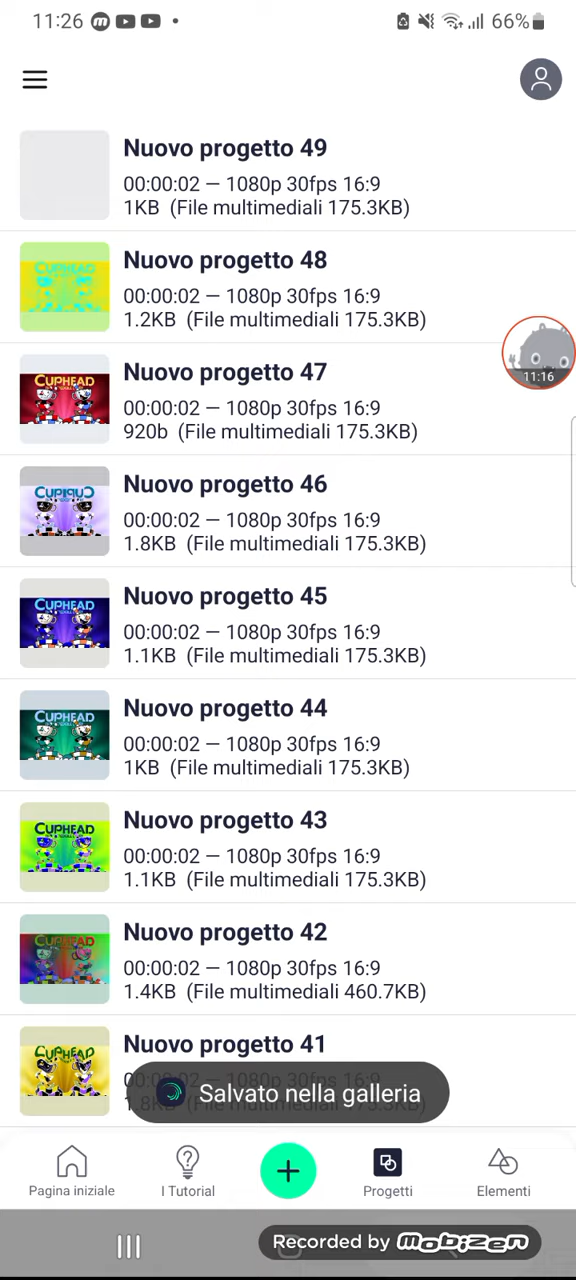 11:26
66%
Nuovo progetto 49
00:00:02 — 1080p 30fps 16:9
1KB (File multimediali 175.3KB)
CUPHEAD
Nuovo progetto 48
00:00:02 — 1080p 30fps 16:9
1.2KB (File multimediali 175.3KB)
11:16
CUPHEAD
Nuovo progetto 47
00:00:02 — 1080p 30fps 16:9
920b (File multimediali 175.3KB)
Nuovo progetto 46
00:00:02 — 1080p 30fps 16:9
1.8KB (File multimediali 175.3KB)
CUPHEAD
Nuovo progetto 45
00:00:02 — 1080p 30fps 16:9
1.1KB (File multimediali 175.3KB)
CUPHEAD
Nuovo progetto 44
00:00:02 — 1080p 30fps 16:9
1KB (File multimediali 175.3KB)
CUPHEAD
Nuovo progetto 43
00:00:02 — 1080p 30fps 16:9
1.1KB (File multimediali 175.3KB)
CUPHEAD
Nuovo progetto 42
00:00:02 — 1080p 30fps 16:9
1.4KB (File multimediali 460.7KB)
CUPHEAD
Nuovo progetto 41
Salvato nella galleria
Pagina iniziale
I Tutorial
Progetti
Elementi
Recorded by mobizen